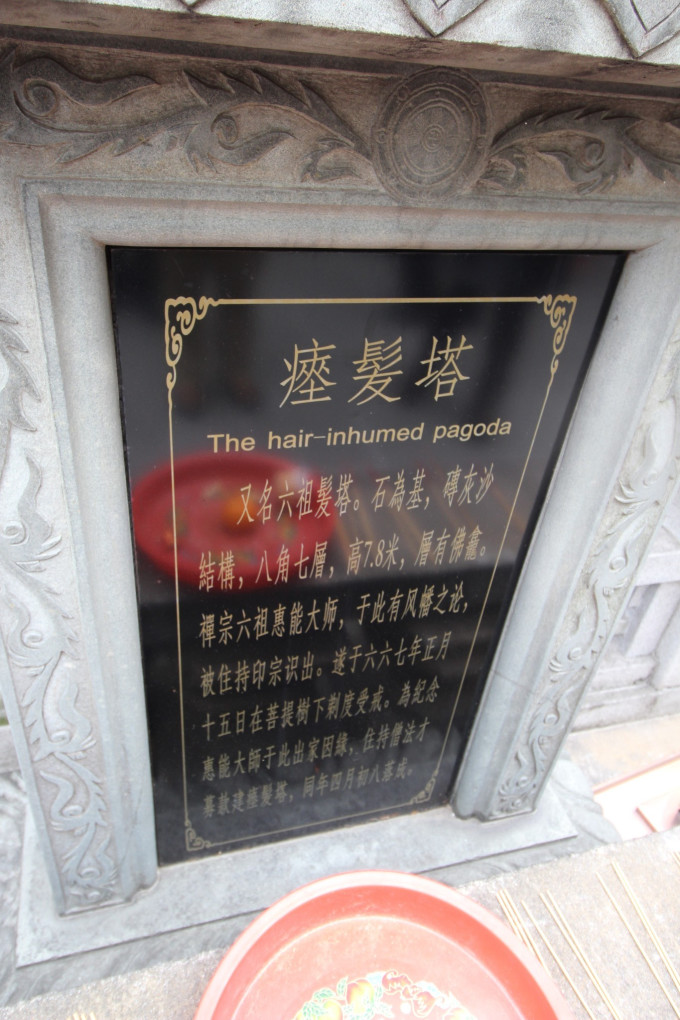 瘞髮塔
The hair-inhumed pagoda
又名六祖髮塔。石為基，磚灰沙
結構，八角七層，高7.8米，層有佛龕。
禪宗六祖惠能大师，于此有风幡之论，
被住持印宗识出。遂于六六七年正月
十五日在菩提樹下剃度受戒。為紀念
惠能大師于此出家因緣，住持僧法才
募款建瘞髮塔，同年四月初八落成。